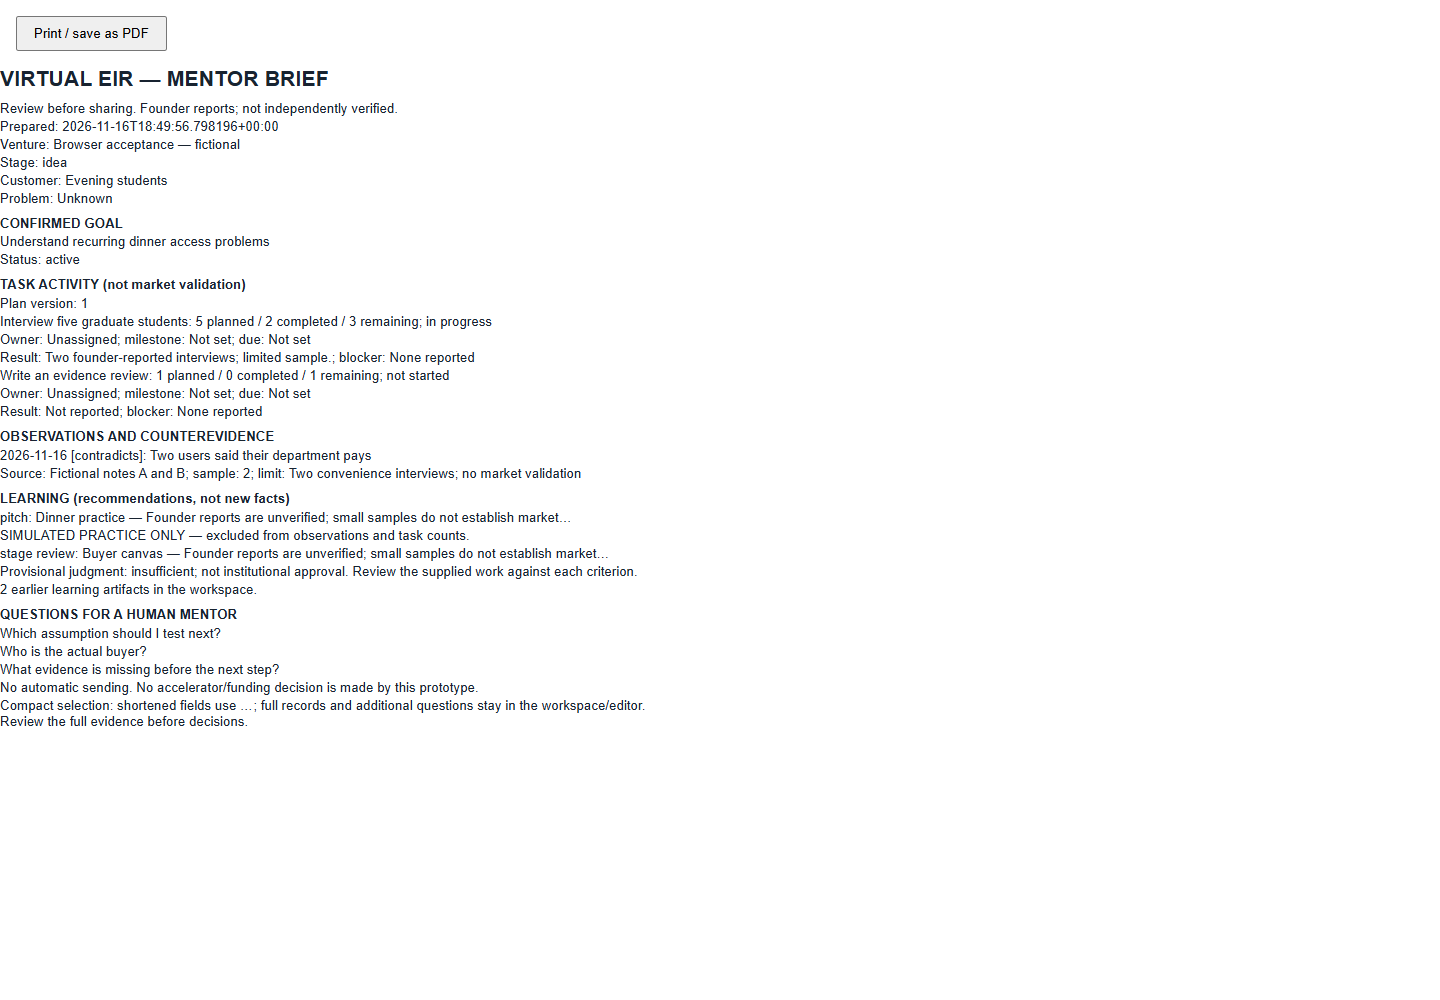 Print / save as PDF
VIRTUAL EIR — MENTOR BRIEF
Review before sharing. Founder reports; not independently verified.
Prepared: 2026-11-16T18:49:56.798196+00:00
Venture: Browser acceptance — fictional
Stage: idea
Customer: Evening students
Problem: Unknown
CONFIRMED GOAL
Understand recurring dinner access problems
Status: active
TASK ACTIVITY (not market validation)
Plan version: 1
Interview five graduate students: 5 planned / 2 completed / 3 remaining; in progress
Owner: Unassigned; milestone: Not set; due: Not set
Result: Two founder-reported interviews; limited sample.; blocker: None reported
Write an evidence review: 1 planned / 0 completed / 1 remaining; not started
Owner: Unassigned; milestone: Not set; due: Not set
Result: Not reported; blocker: None reported
OBSERVATIONS AND COUNTEREVIDENCE
2026-11-16 [contradicts]: Two users said their department pays
Source: Fictional notes A and B; sample: 2; limit: Two convenience interviews; no market validation
LEARNING (recommendations, not new facts)
pitch: Dinner practice — Founder reports are unverified; small samples do not establish market…
SIMULATED PRACTICE ONLY — excluded from observations and task counts.
stage review: Buyer canvas — Founder reports are unverified; small samples do not establish market…
Provisional judgment: insufficient; not institutional approval. Review the supplied work against each criterion.
2 earlier learning artifacts in the workspace.
QUESTIONS FOR A HUMAN MENTOR
Which assumption should I test next?
Who is the actual buyer?
What evidence is missing before the next step?
No automatic sending. No accelerator/funding decision is made by this prototype.
Compact selection: shortened fields use …; full records and additional questions stay in the workspace/editor.
Review the full evidence before decisions.